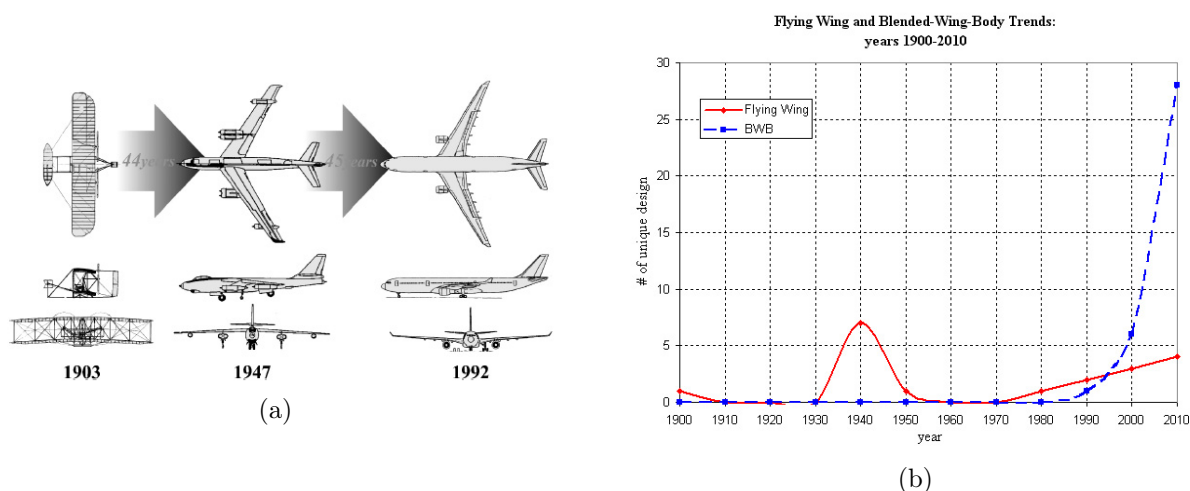 44years
45years
1903
1947
1992
(a)
Flying Wing and Blended-Wing-Body Trends:
years 1900-2010
# of unique design
30
25
20
15
10
5
0
Flying Wing
BWB
1900 1910 1920 1930 1940 1950 1960 1970 1980 1990 2000 2010
year
(b)